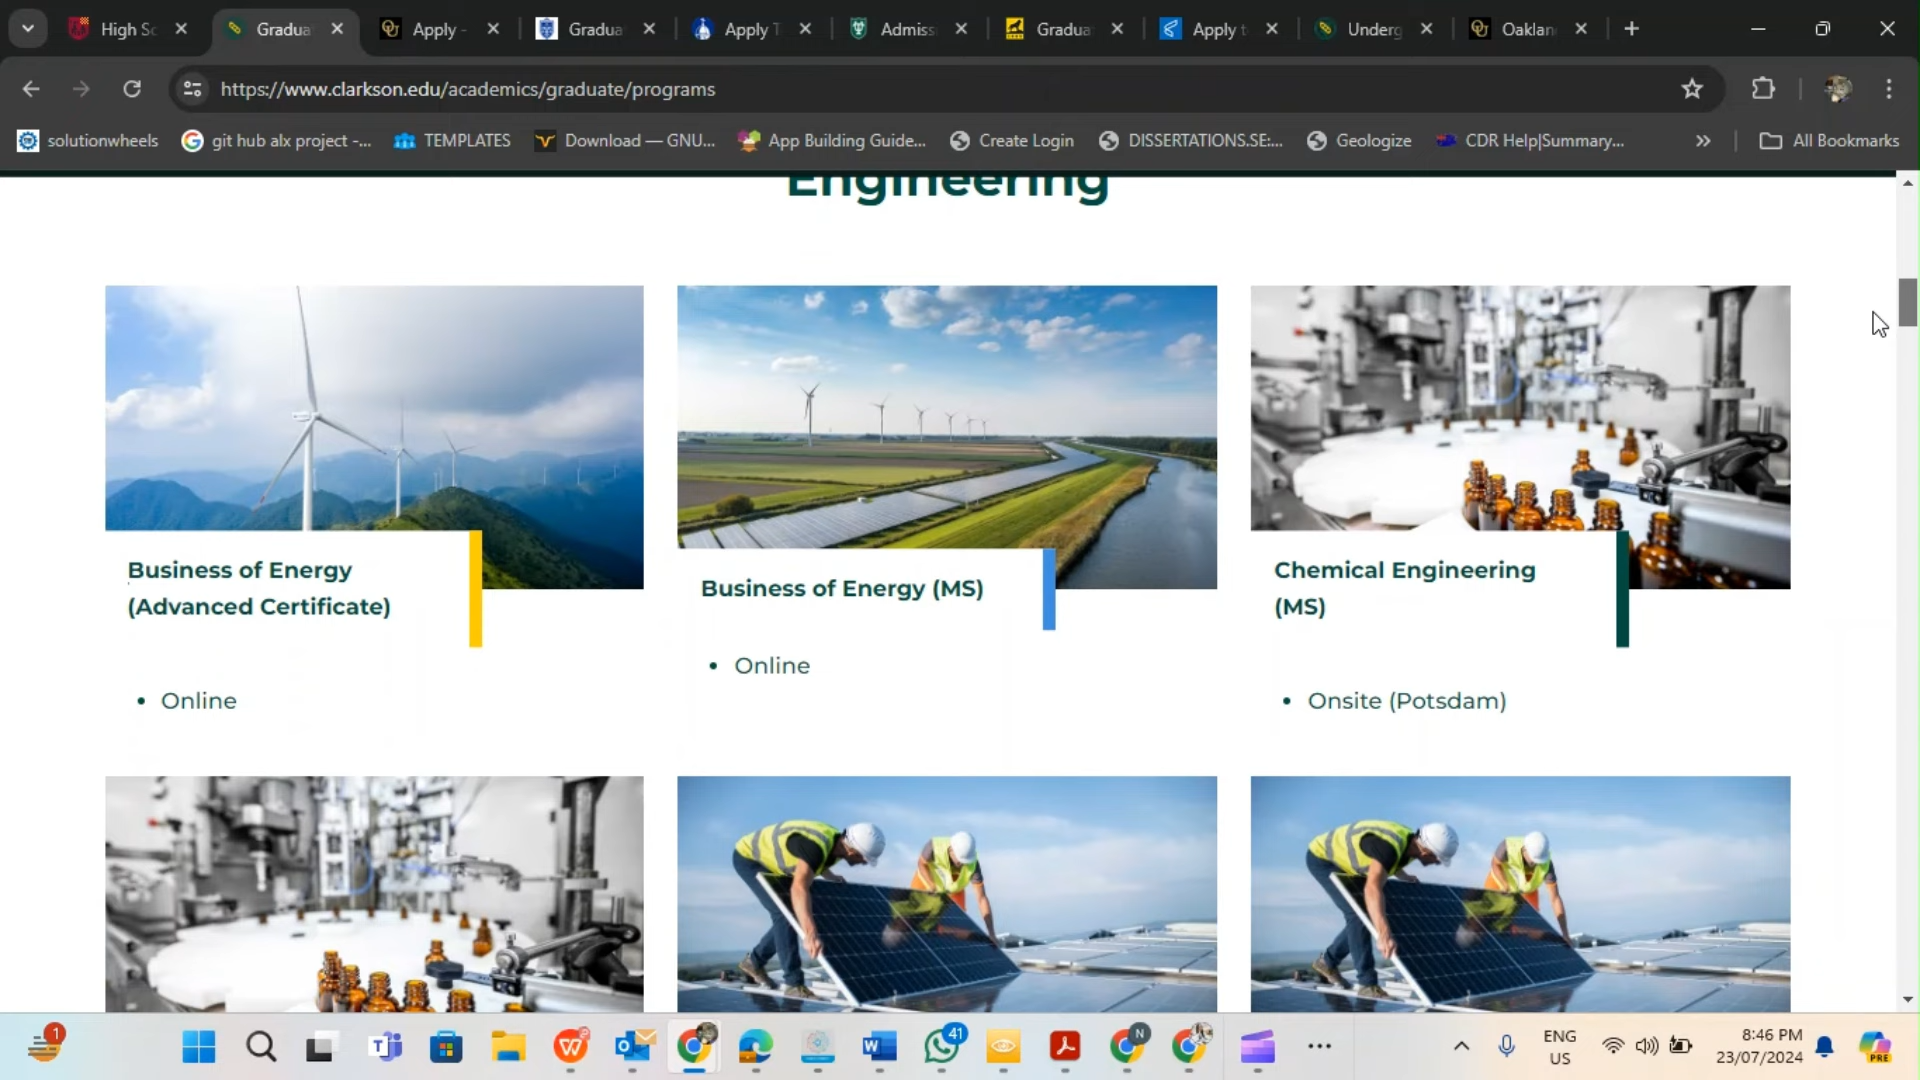 High Sc
Gradua
Apply -
Gradua
Apply T
Admiss
Gradua
Apply t
Underg
Oaklan
https://www.clarkson.edu/academics/graduate/programs
solutionwheels
git hub alx project -...
TEMPLATES
Download — GNU...
App Building Guide...
Create Login
DISSERTATIONS.SE:...
Geologize
CDR Help|Summary...
All Bookmarks
Engineering
Business of Energy
(Advanced Certificate)
Business of Energy (MS)
Chemical Engineering
(MS)
• Online
• Online
• Onsite (Potsdam)
1
41
N
ENG
US
8:46 PM
23/07/2024
PRE